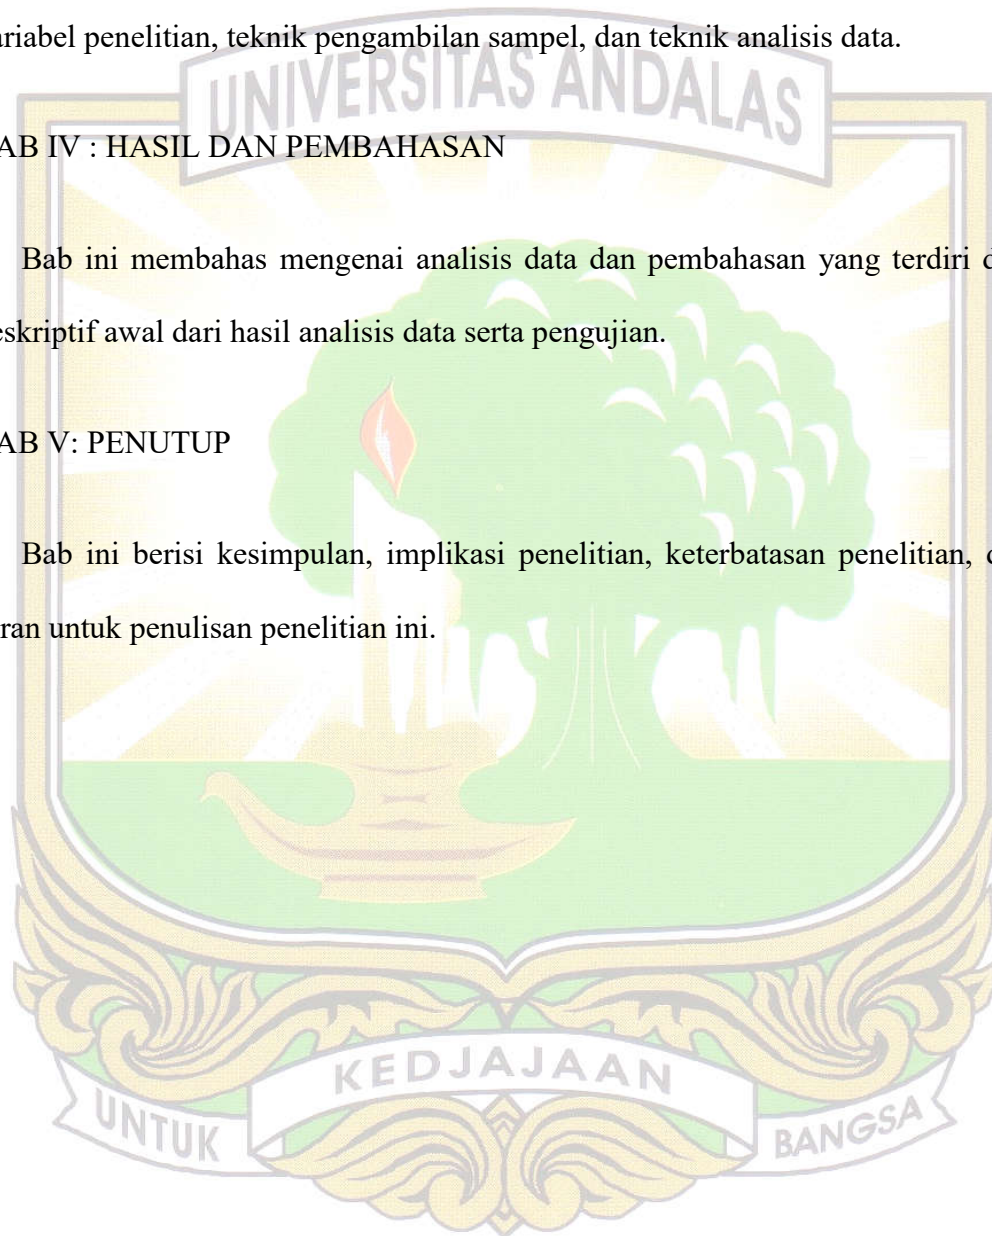 ariabel penelitian, teknik pengambilan sampel, dan teknik analisis data.
UNIVERSITAS ANDALAS
AB IV : HASIL DAN PEMBAHASAN
Bab ini membahas mengenai analisis data dan pembahasan yang terdiri d
eskriptif awal dari hasil analisis data serta pengujian.
AB V: PENUTUP
Bab ini berisi kesimpulan, implikasi penelitian, keterbatasan penelitian, d
ran untuk penulisan penelitian ini.
UNTUK KEDJAJAAN BANGSA